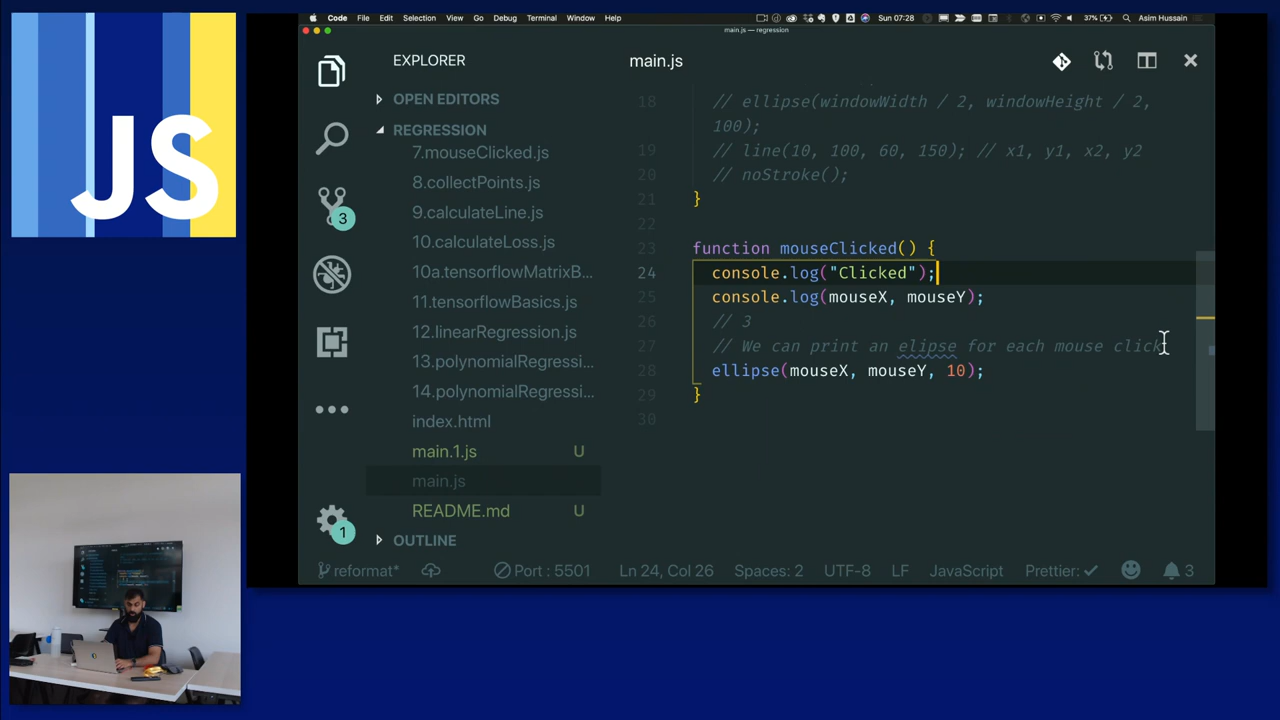 JS
Code File Edit Selection View Go Debug Terminal Window Help
Sun 07:28 37% Asim Hussain
main.js — regression
EXPLORER
main.js
OPEN EDITORS
REGRESSION
7.mouseClicked.js
8.collectPoints.js
9.calculateLine.js
10.calculateLoss.js
10a.tensorflowMatrixB...
11.tensorflowBasics.js
12.linearRegression.js
13.polynomialRegressi...
14.polynomialRegressi...
index.html
main.1.js U
main.js
README.md U
OUTLINE
3
1
18 // ellipse(windowWidth / 2, windowHeight / 2,
100);
19 // line(10, 100, 60, 150); // x1, y1, x2, y2
20 // noStroke();
21 }
22
23 function mouseClicked() {
24 console.log("Clicked");
25 console.log(mouseX, mouseY);
26 // 3
27 // We can print an elipse for each mouse click
28 ellipse(mouseX, mouseY, 10);
29 }
30
reformat* Port : 5501 Ln 24, Col 26 Spaces: 2 UTF-8 LF JavaScript Prettier: ✓ 3